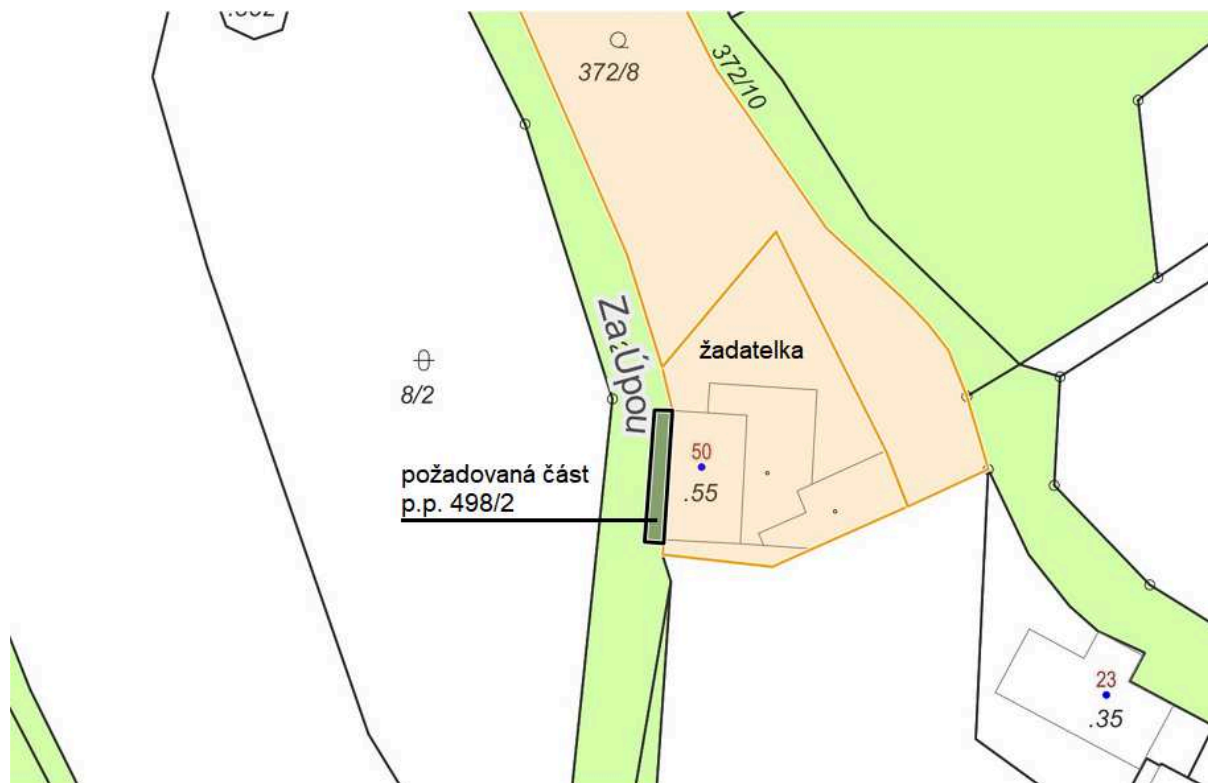 372/8
372/10
Za Úpou
žadatelka
8/2
50
.55
požadovaná část
p.p. 498/2
23
.35